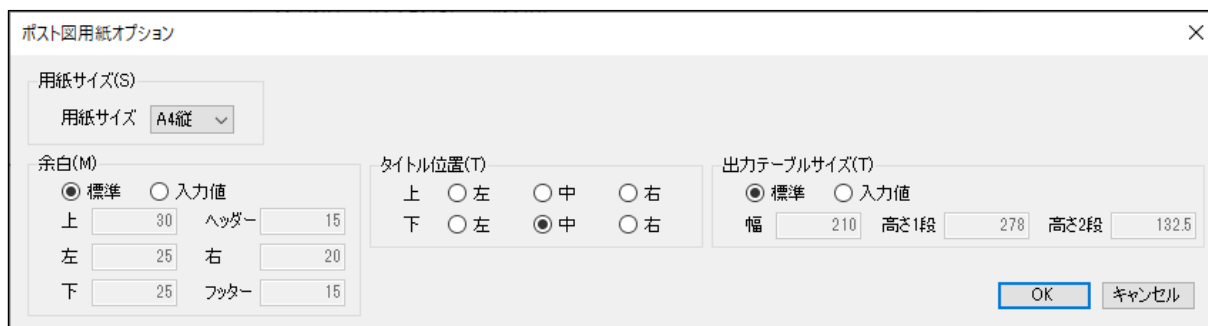 ポスト図用紙オプション
用紙サイズ(S)
用紙サイズ A4縦
余白(M)
標準 入力値
上 30 ヘッダー 15
左 25 右 20
下 25 フッター 15
タイトル位置(T)
上 左 中 右
下 左 中 右
出力テーブルサイズ(T)
標準 入力値
幅 210 高さ1段 278 高さ2段 132.5
OK キャンセル